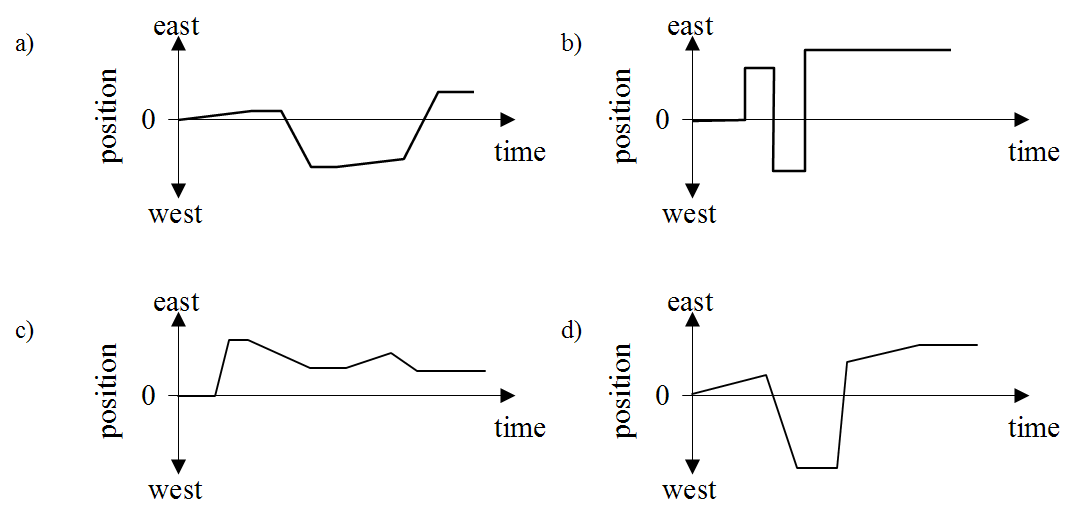 a)
east
position
0
time
west
b)
east
position
0
time
west
c)
east
position
0
time
west
d)
east
position
0
time
west